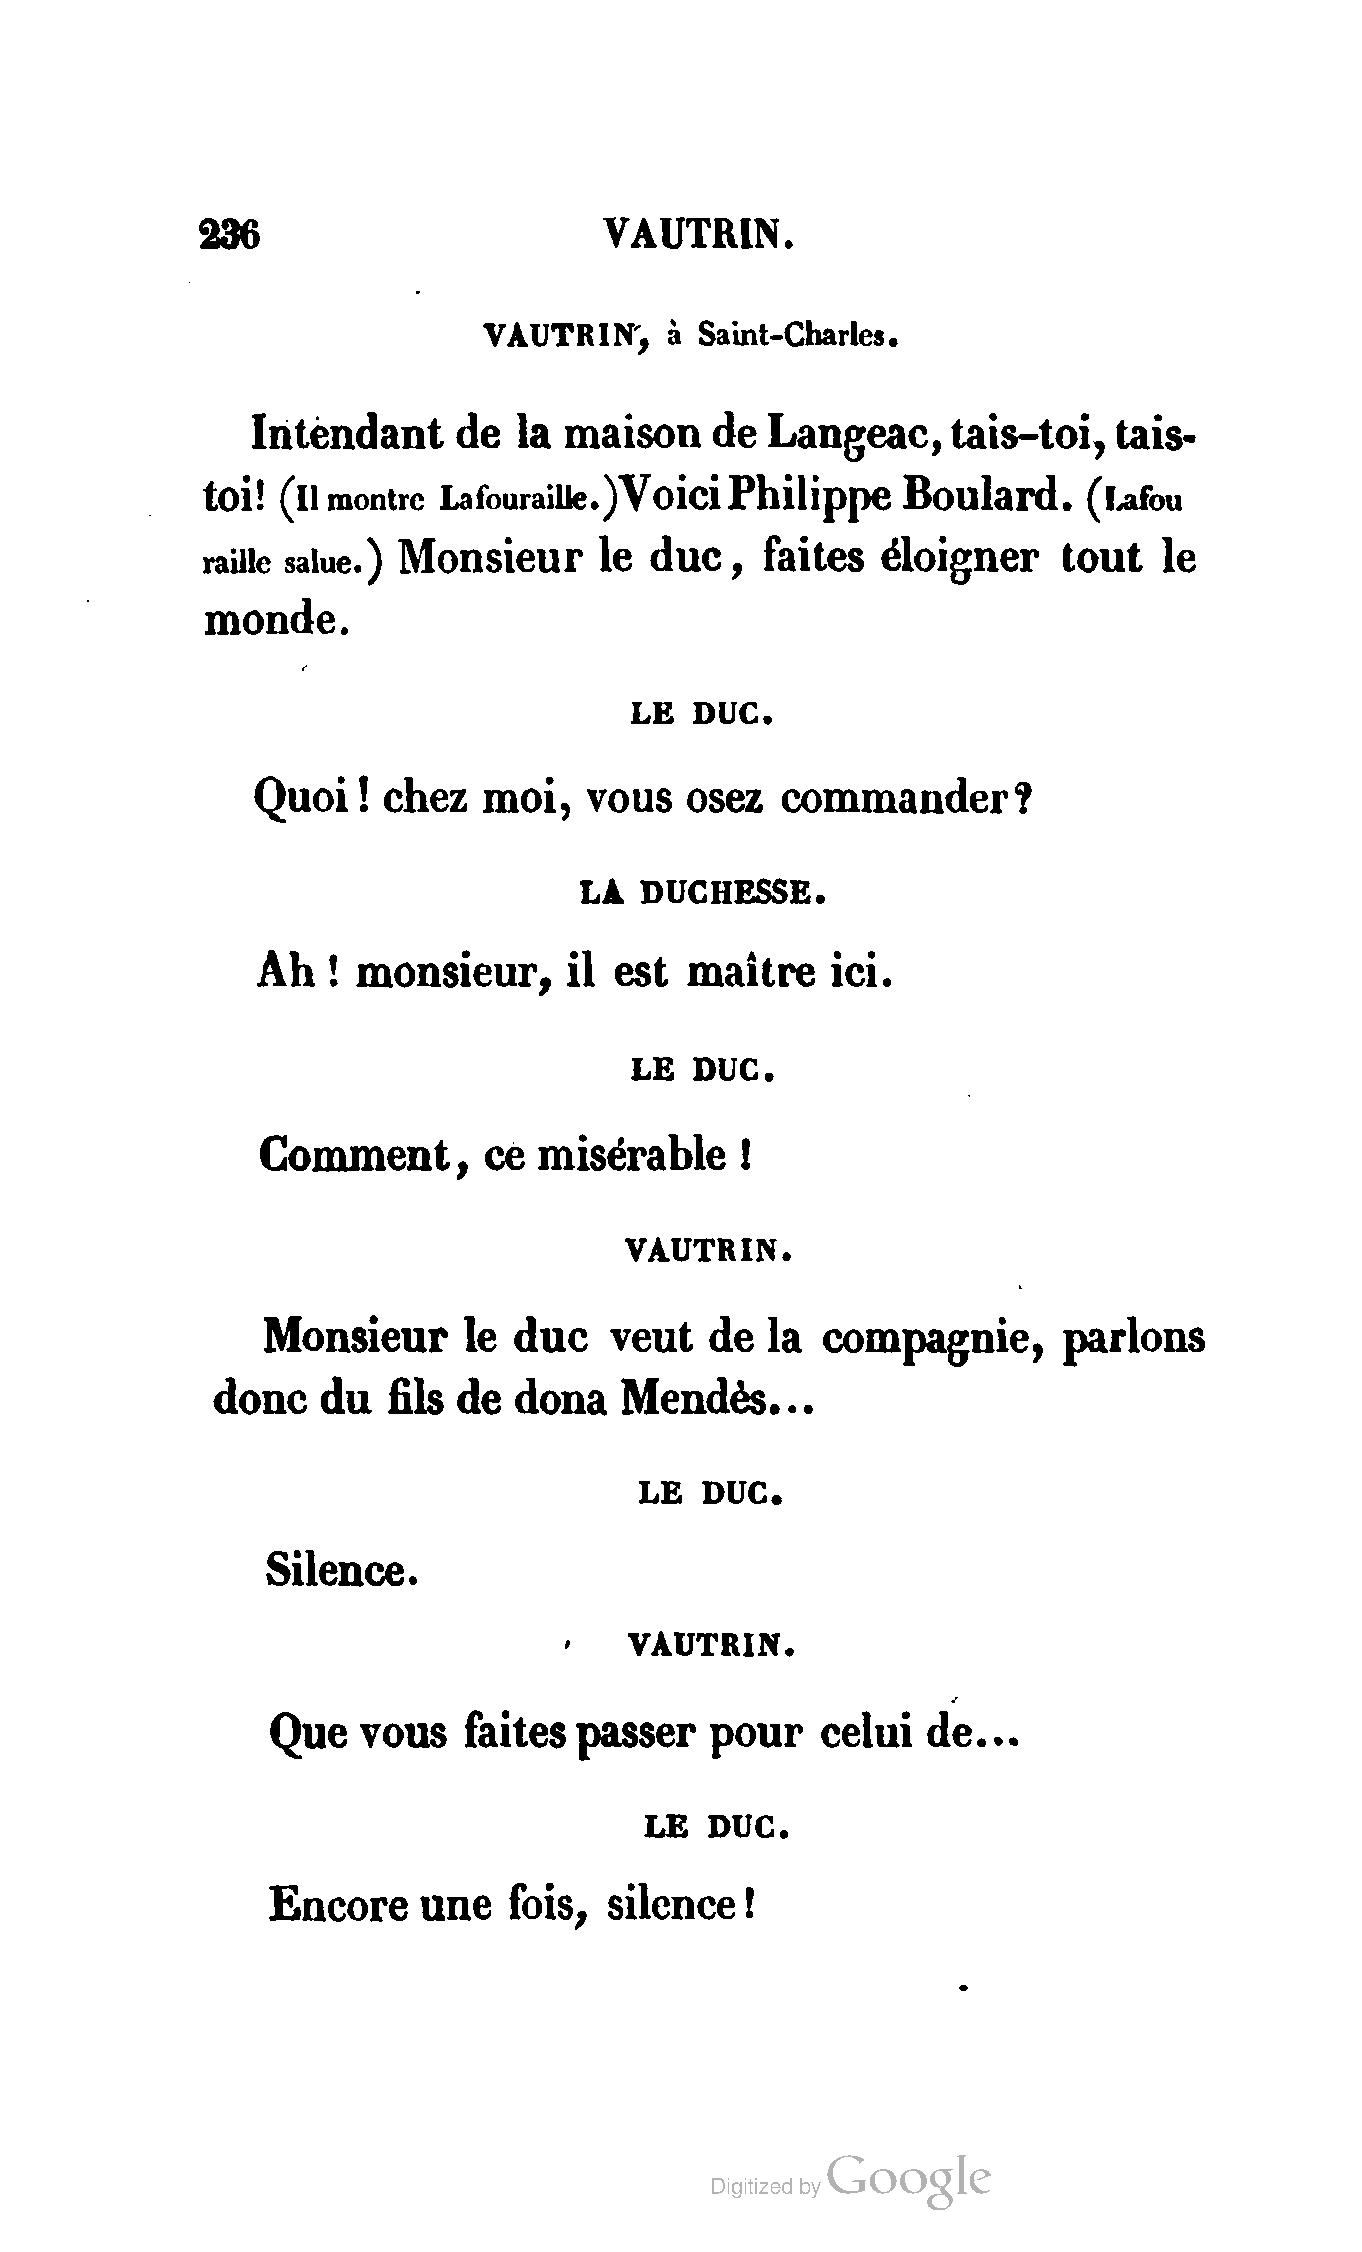 236 VAUTRIN.
VAUTRIN, à Saint-Charles.
Intendant de la maison de Langeac, tais-toi, tais-
toi! (Il montre Lafouraille.) Voici Philippe Boulard. (Lafou
raille salue.) Monsieur le duc, faites éloigner tout le
monde.
LE DUC.
Quoi ! chez moi, vous osez commander ?
LA DUCHESSE.
Ah ! monsieur, il est maître ici.
LE DUC.
Comment, ce misérable !
VAUTRIN.
Monsieur le duc veut de la compagnie, parlons
donc du fils de dona Mendès...
LE DUC.
Silence.
VAUTRIN.
Que vous faites passer pour celui de...
LE DUC.
Encore une fois, silence !
Digitized by Google